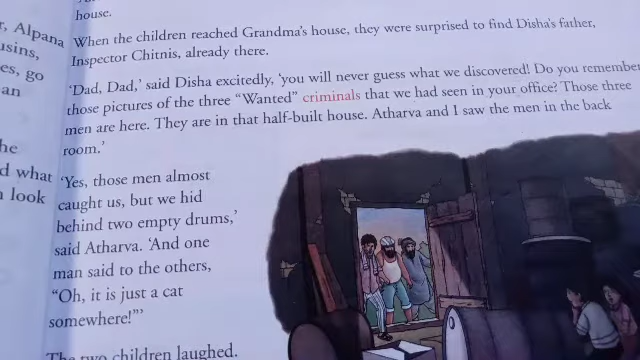 r, Alpana
usins,
es, go
an
he
d what
n look
house.
When the children reached Grandma's house, they were surprised to find Disha's father,
Inspector Chitnis, already there.
'Dad, Dad,' said Disha excitedly, 'you will never guess what we discovered! Do you remember
those pictures of the three "Wanted" criminals that we had seen in your office? Those three
men are here. They are in that half-built house. Atharva and I saw the men in the back
room.'
'Yes, those men almost
caught us, but we hid
behind two empty drums,'
said Atharva. 'And one
man said to the others,
"Oh, it is just a cat
somewhere!"'
The two children laughed.